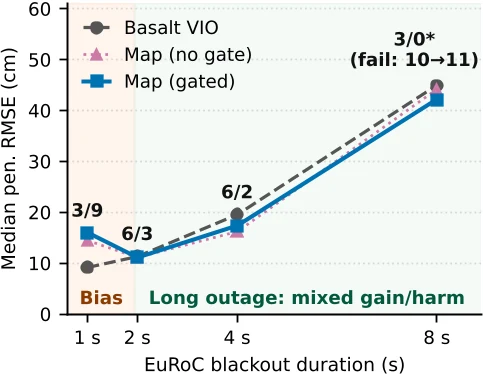 60
50
40
30
20
10
0
Median pen. RMSE (cm)
Basalt VIO
Map (no gate)
Map (gated)
3/0*
(fail: 10→11)
3/9
6/3
6/2
Bias
Long outage: mixed gain/harm
1 s
2 s
4 s
8 s
EuRoC blackout duration (s)